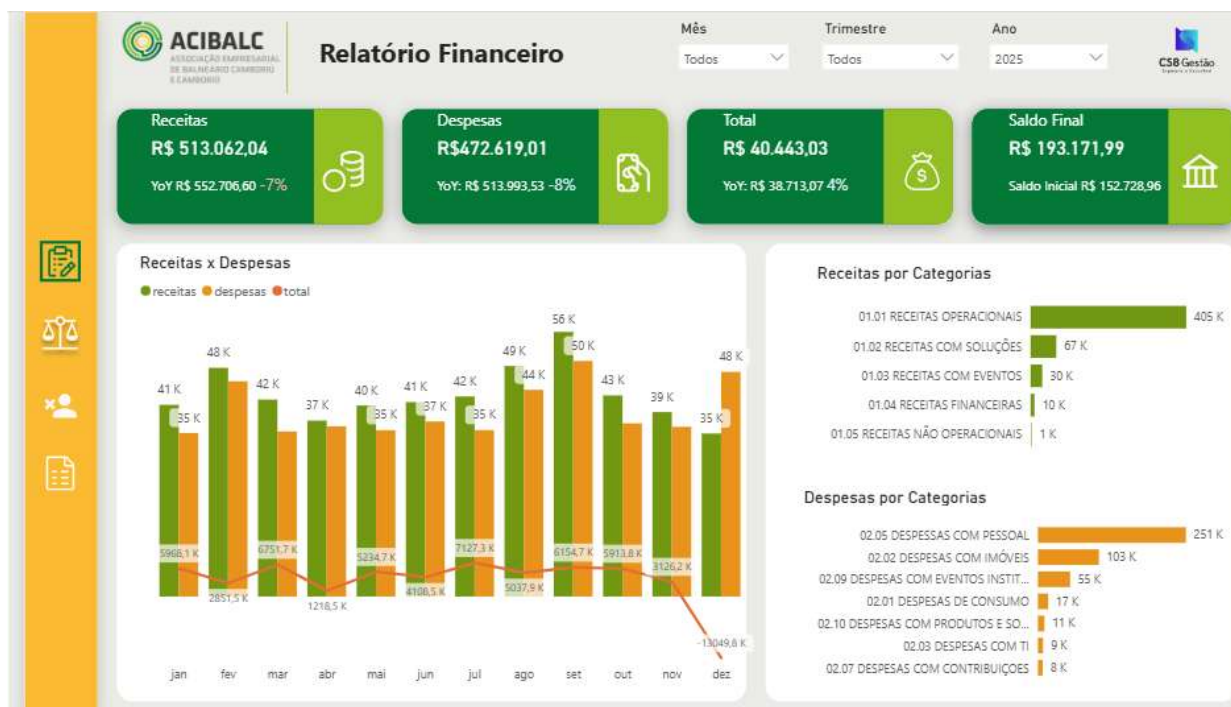 ACIBALC
ASSOCIAÇÃO EMPRESARIAL
DE BALNEÁRIO CAMBORIÚ
E CAMBORIÚ
Relatório Financeiro
Mês
Todos
Trimestre
Todos
Ano
2025
CSB Gestão
Receitas
R$ 513.062,04
YoY R$ 552.706,60 -7%
Despesas
R$472.619,01
YoY: R$ 513.993,53 -8%
Total
R$ 40.443,03
YoY: R$ 38.713,07 4%
Saldo Final
R$ 193.171,99
Saldo Inicial R$ 152.728,96
Receitas x Despesas
receitas despesas total
41 K
35 K
48 K
42 K
37 K
40 K
35 K
41 K
37 K
42 K
35 K
49 K
44 K
56 K
50 K
43 K
39 K
35 K
48 K
5968,1 K
2851,5 K
6751,7 K
1218,5 K
5234,7 K
4106,5 K
7127,3 K
5037,9 K
6154,7 K
5913,8 K
3126,2 K
-13049,6 K
jan fev mar abr mai jun jul ago set out nov dez
Receitas por Categorias
01.01 RECEITAS OPERACIONAIS 405 K
01.02 RECEITAS COM SOLUÇÕES 67 K
01.03 RECEITAS COM EVENTOS 30 K
01.04 RECEITAS FINANCEIRAS 10 K
01.05 RECEITAS NÃO OPERACIONAIS 1 K
Despesas por Categorias
02.05 DESPESSAS COM PESSOAL 251 K
02.02 DESPESAS COM IMÓVEIS 103 K
02.09 DESPESAS COM EVENTOS INSTIT... 55 K
02.01 DESPESAS DE CONSUMO 17 K
02.10 DESPESAS COM PRODUTOS E SO... 11 K
02.03 DESPESAS COM TI 9 K
02.07 DESPESAS COM CONTRIBUIÇOES 8 K